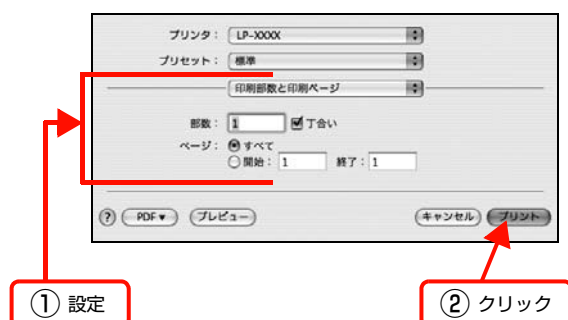 プリンタ： LP-XXXX
プリセット： 標準
印刷部数と印刷ページ
部数： 1 丁合い
ページ： すべて
開始： 1 終了： 1
? PDF▼ プレビュー キャンセル プリント
① 設定
② クリック